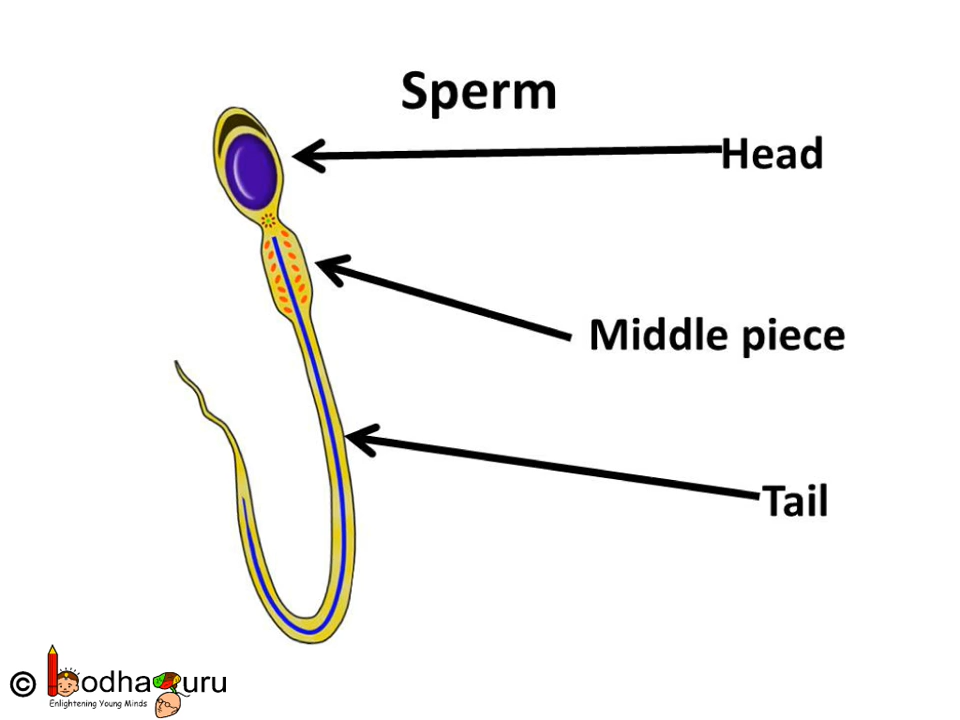 Sperm
Head
Middle piece
Tail
© BodhaGuru
Enlightening Young Minds